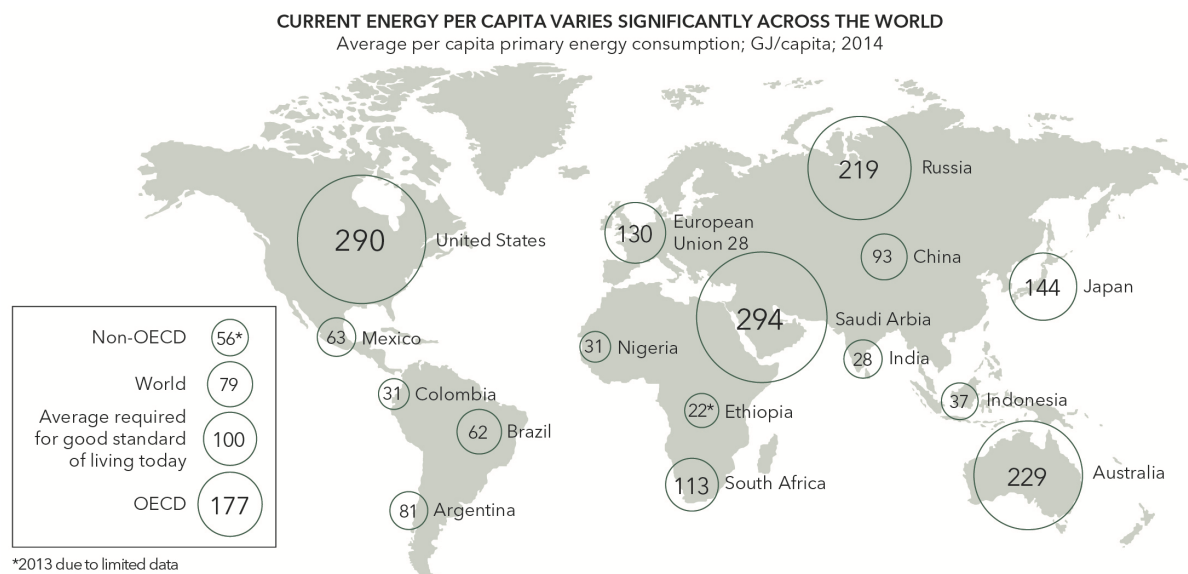 CURRENT ENERGY PER CAPITA VARIES SIGNIFICANTLY ACROSS THE WORLD
Average per capita primary energy consumption; GJ/capita; 2014
219
Russia
290
United States
130
European
Union 28
93
China
144
Japan
294
Saudi Arbia
63
Mexico
31
Nigeria
28
India
31
Colombia
22*
Ethiopia
37
Indonesia
62
Brazil
113
South Africa
229
Australia
81
Argentina
Non-OECD
56*
World
79
Average required
for good standard
of living today
100
OECD
177
*2013 due to limited data